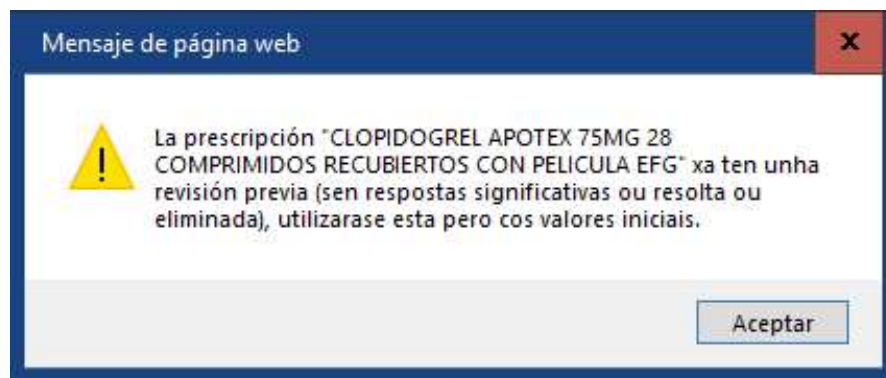 Mensaje de página web
x
La prescripción "CLOPIDOGREL APOTEX 75MG 28
COMPRIMIDOS RECUBIERTOS CON PELICULA EFG" xa ten unha
revisión previa (sen respostas significativas ou resolta ou
eliminada), utilizarase esta pero cos valores iniciais.
Aceptar